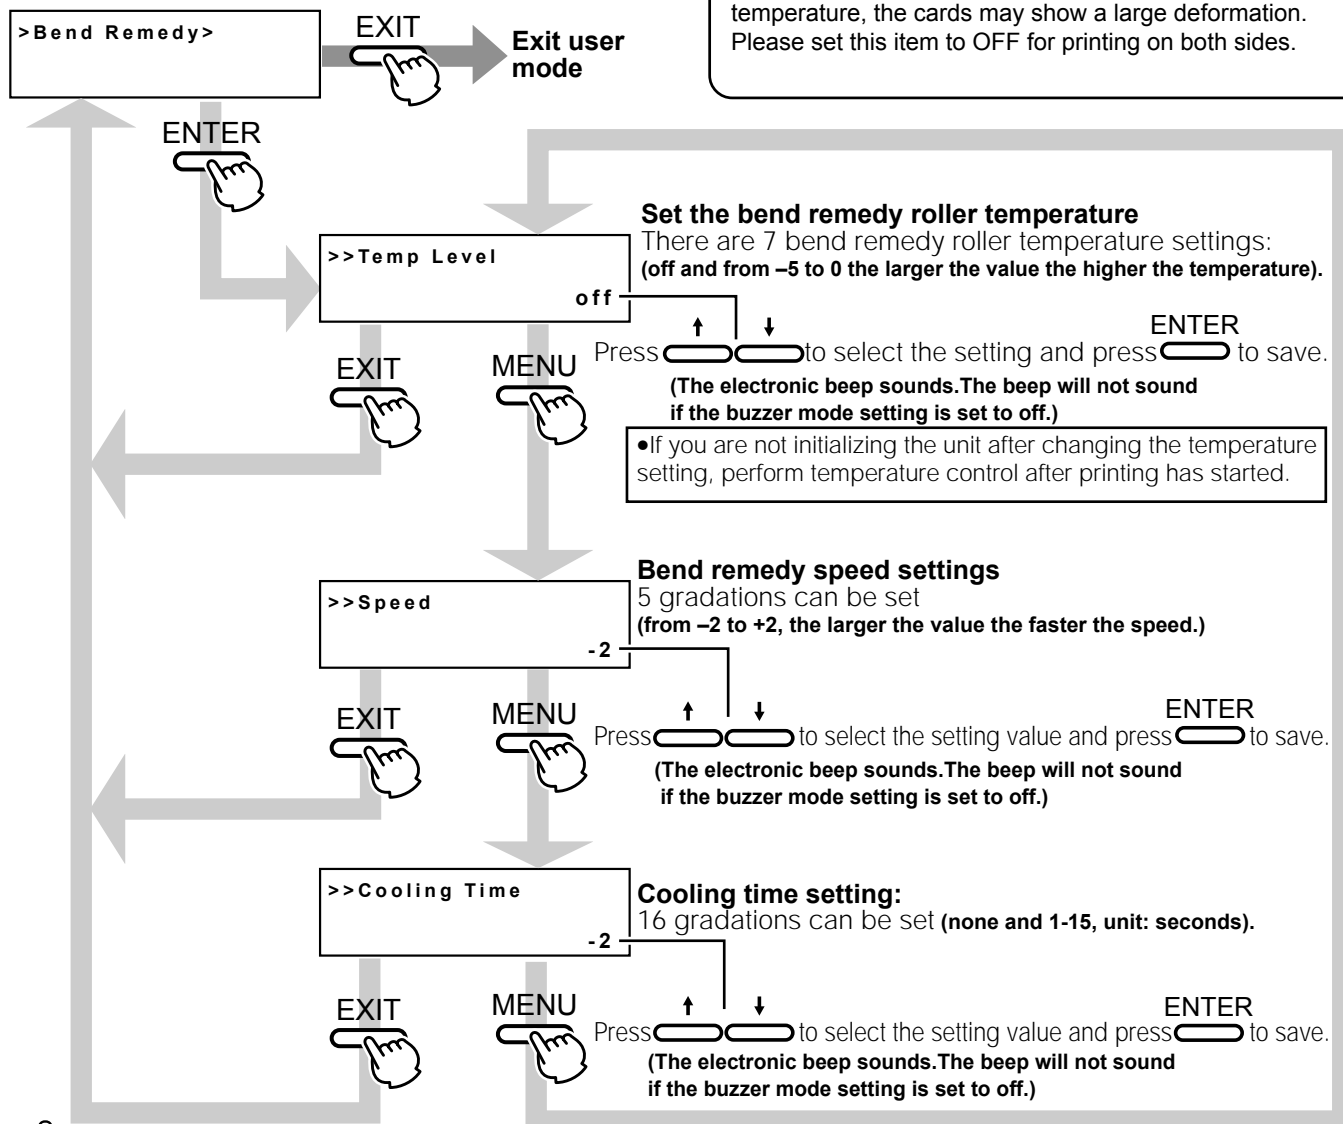 temperature, the cards may show a large deformation.
Please set this item to OFF for printing on both sides.
>Bend Remedy>
EXIT
Exit user
mode
ENTER
Set the bend remedy roller temperature
There are 7 bend remedy roller temperature settings:
(off and from –5 to 0 the larger the value the higher the temperature).
>>Temp Level
off
ENTER
Press to select the setting and press to save.
(The electronic beep sounds.The beep will not sound
if the buzzer mode setting is set to off.)
EXIT
MENU
●If you are not initializing the unit after changing the temperature
setting, perform temperature control after printing has started.
Bend remedy speed settings
5 gradations can be set
(from –2 to +2, the larger the value the faster the speed.)
>>Speed
-2
EXIT
MENU
ENTER
Press to select the setting value and press to save.
(The electronic beep sounds.The beep will not sound
if the buzzer mode setting is set to off.)
>>Cooling Time
-2
Cooling time setting:
16 gradations can be set (none and 1-15, unit: seconds).
EXIT
MENU
ENTER
Press to select the setting value and press to save.
(The electronic beep sounds.The beep will not sound
if the buzzer mode setting is set to off.)